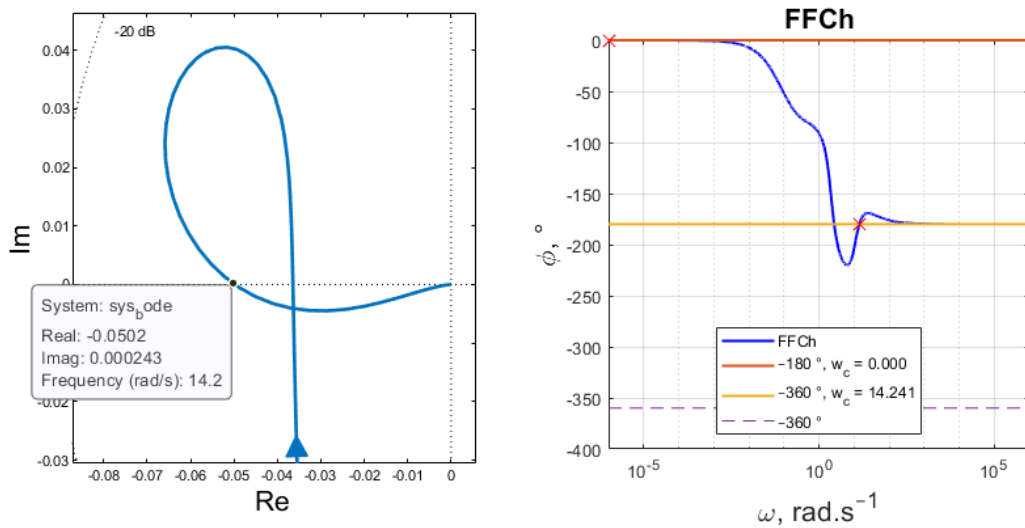 -20 dB
0.04
0.03
0.02
0.01
0
-0.02
-0.03
Im
System: sys_bode
Real: -0.0502
Imag: 0.000243
Frequency (rad/s): 14.2
-0.08 -0.07 -0.06 -0.05 -0.04 -0.03 -0.02 -0.01 0
Re
FFCh
0
-50
-100
-150
-200
-250
-300
-350
-400
ϕ, °
FFCh
−180 °, w_c = 0.000
−360 °, w_c = 14.241
−360 °
10^-5 10^0 10^5
ω, rad.s^−1